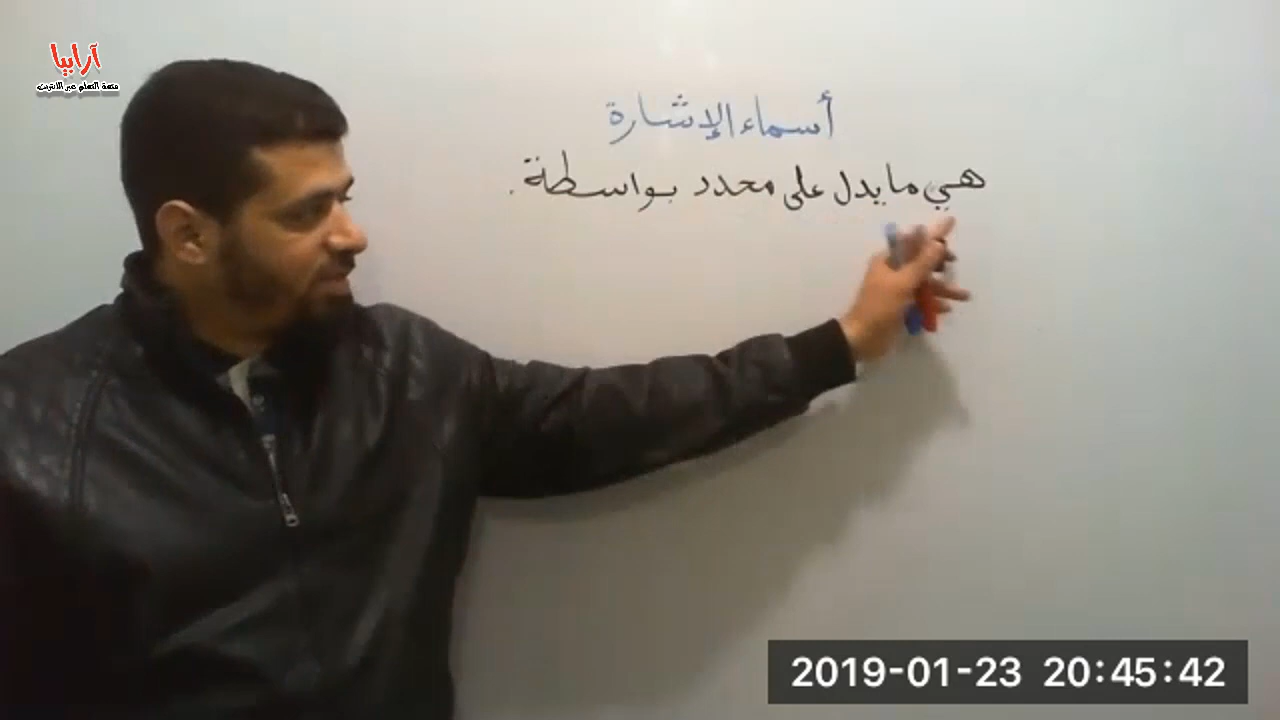 آرابيا
منصة التعلم عبر الانترنت
أسماء الإشارة
هي ما يدل على محدد بواسطة.
2019-01-23 20:45:42